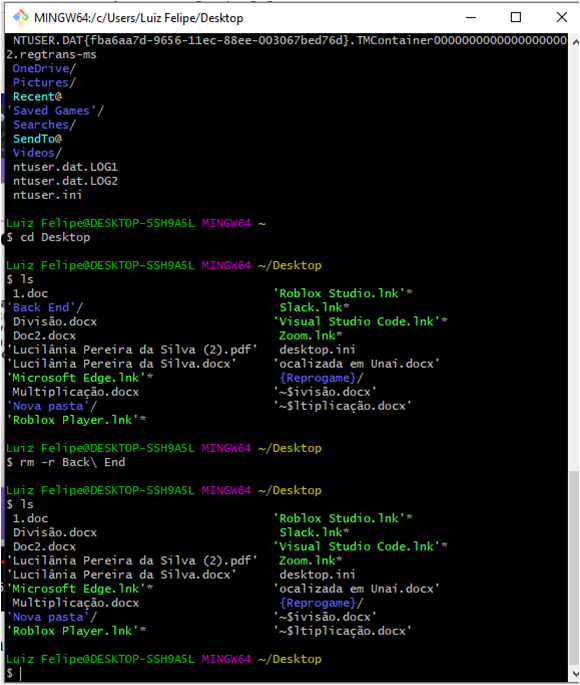 MINGW64:/c/Users/Luiz Felipe/Desktop
NTUSER.DAT{fba6aa7d-9656-11ec-88ee-003067bed76d}.TMContainer0000000000000000000
2.regtrans-ms
OneDrive/
Pictures/
Recent@
'Saved Games'/
Searches/
SendTo@
Videos/
ntuser.dat.LOG1
ntuser.dat.LOG2
ntuser.ini
Luiz Felipe@DESKTOP-SSH9A5L MINGW64 ~
$ cd Desktop
Luiz Felipe@DESKTOP-SSH9A5L MINGW64 ~/Desktop
$ ls
1.doc 'Roblox Studio.lnk'*
'Back End'/ Slack.lnk*
Divisão.docx 'Visual Studio Code.lnk'*
Doc2.docx Zoom.lnk*
'Lucilânia Pereira da Silva (2).pdf' desktop.ini
'Lucilânia Pereira da Silva.docx' 'ocalizada em Unaí.docx'
'Microsoft Edge.lnk'* {Reprogame}/
Multiplicação.docx '~$ivisão.docx'
'Nova pasta'/ '~$ltiplicação.docx'
'Roblox Player.lnk'*
Luiz Felipe@DESKTOP-SSH9A5L MINGW64 ~/Desktop
$ rm -r Back\ End
Luiz Felipe@DESKTOP-SSH9A5L MINGW64 ~/Desktop
$ ls
1.doc 'Roblox Studio.lnk'*
Divisão.docx Slack.lnk*
Doc2.docx 'Visual Studio Code.lnk'*
'Lucilânia Pereira da Silva (2).pdf' Zoom.lnk*
'Lucilânia Pereira da Silva.docx' desktop.ini
'Microsoft Edge.lnk'* 'ocalizada em Unaí.docx'
Multiplicação.docx {Reprogame}/
'Nova pasta'/ '~$ivisão.docx'
'Roblox Player.lnk'* '~$ltiplicação.docx'
Luiz Felipe@DESKTOP-SSH9A5L MINGW64 ~/Desktop
$